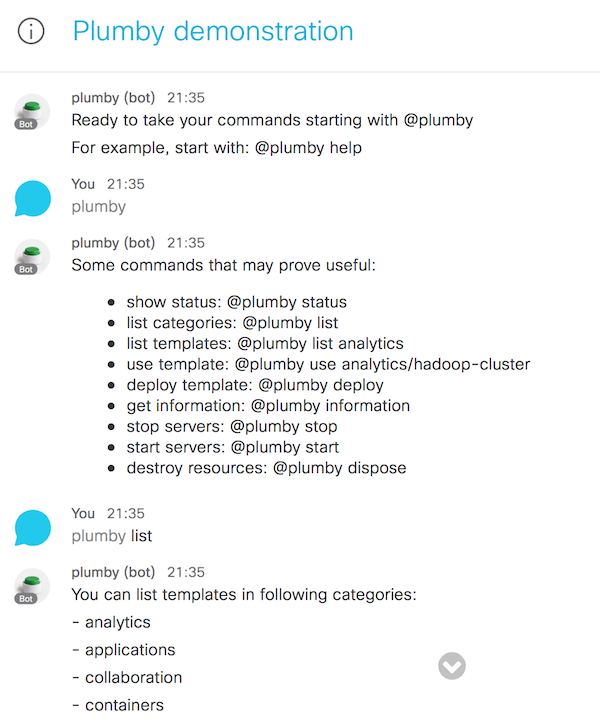 Plumby demonstration
plumby (bot) 21:35
Bot
Ready to take your commands starting with @plumby
For example, start with: @plumby help
You 21:35
plumby
plumby (bot) 21:35
Bot
Some commands that may prove useful:
• show status: @plumby status
• list categories: @plumby list
• list templates: @plumby list analytics
• use template: @plumby use analytics/hadoop-cluster
• deploy template: @plumby deploy
• get information: @plumby information
• stop servers: @plumby stop
• start servers: @plumby start
• destroy resources: @plumby dispose
You 21:35
plumby list
plumby (bot) 21:35
Bot
You can list templates in following categories:
- analytics
- applications
- collaboration
- containers